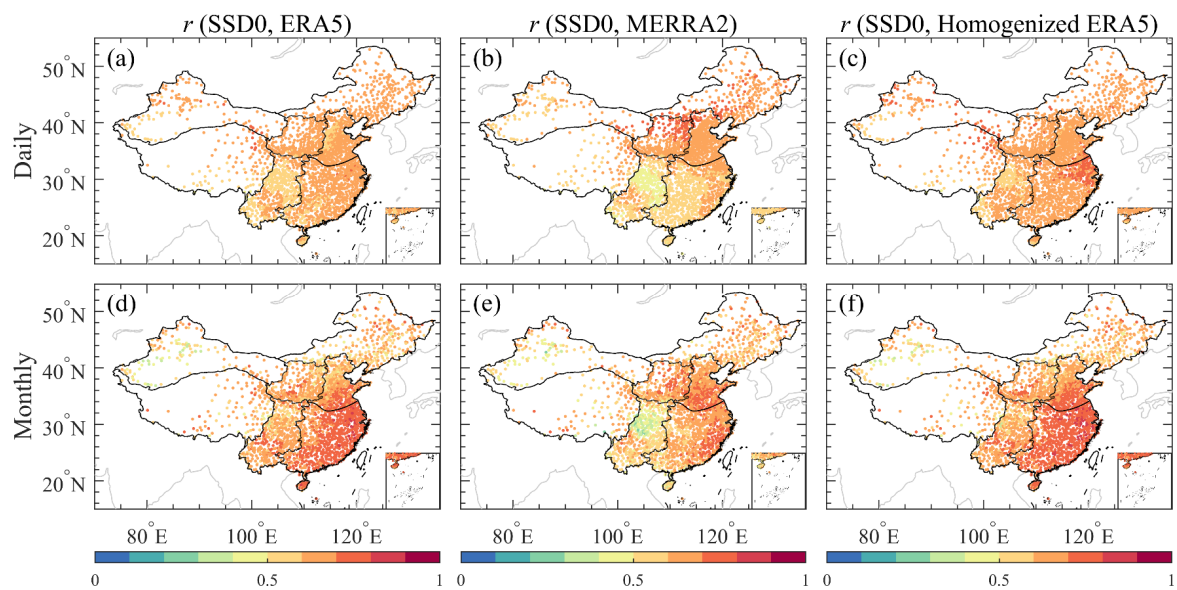 r (SSD0, ERA5)
r (SSD0, MERRA2)
r (SSD0, Homogenized ERA5)
Daily
(a)
(b)
(c)
50°N
40°N
30°N
20°N
Monthly
(d)
(e)
(f)
50°N
40°N
30°N
20°N
80°E
100°E
120°E
80°E
100°E
120°E
80°E
100°E
120°E
0
0.5
1
0
0.5
1
0
0.5
1